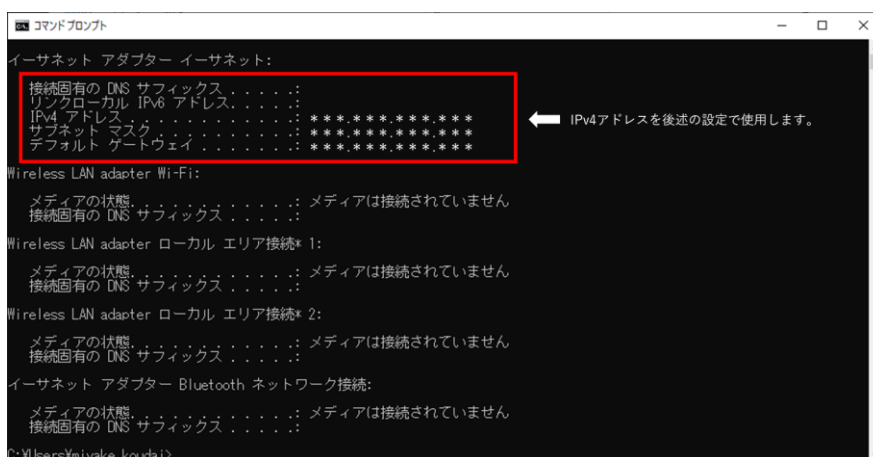 コマンド プロンプト
イーサネット アダプター イーサネット:
接続固有の DNS サフィックス . . . . .:
リンクローカル IPv6 アドレス. . . . .:
IPv4 アドレス . . . . . . . . . . . .: ***.***.***.***
サブネット マスク . . . . . . . . . .: ***.***.***.***
デフォルト ゲートウェイ . . . . . . .: ***.***.***.***
IPv4アドレスを後述の設定で使用します。
Wireless LAN adapter Wi-Fi:
メディアの状態. . . . . . . . . . . .: メディアは接続されていません
接続固有の DNS サフィックス . . . . .:
Wireless LAN adapter ローカル エリア接続* 1:
メディアの状態. . . . . . . . . . . .: メディアは接続されていません
接続固有の DNS サフィックス . . . . .:
Wireless LAN adapter ローカル エリア接続* 2:
メディアの状態. . . . . . . . . . . .: メディアは接続されていません
接続固有の DNS サフィックス . . . . .:
イーサネット アダプター Bluetooth ネットワーク接続:
メディアの状態. . . . . . . . . . . .: メディアは接続されていません
接続固有の DNS サフィックス . . . . .:
C:¥Users¥miyake.koudai>